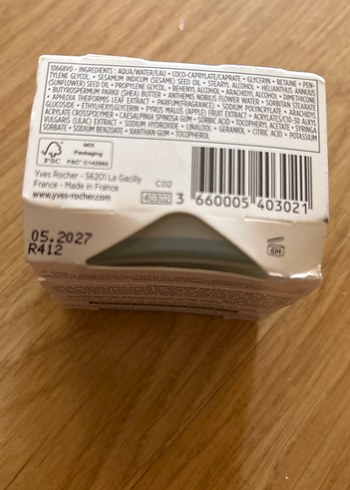 10668V0 - INGREDIENTS : AQUA/WATER/EAU • COCO-CAPRYLATE/CAPRATE • GLYCERIN • BETAINE • PEN-
TYLENE GLYCOL • SESAMUM INDICUM (SESAME) SEED OIL • STEARYL ALCOHOL • HELIANTHUS ANNUUS
(SUNFLOWER) SEED OIL • PROPYLENE GLYCOL • BEHENYL ALCOHOL • ARACHIDYL ALCOHOL • DIMETHICONE
• BUTYROSPERMUM PARKII (SHEA) BUTTER • ANTHEMIS NOBILIS FLOWER WATER • SORBITAN STEARATE
• APHLOIA THEIFORMIS LEAF EXTRACT • PARFUM/FRAGRANCE • SODIUM POLYACRYLATE • ARACHIDYL
GLUCOSIDE • ETHYLHEXYLGLYCERIN • PYRUS MALUS (APPLE) FRUIT EXTRACT • ACRYLATES/C10-30 ALKYL
ACRYLATE CROSSPOLYMER • CAESALPINIA SPINOSA GUM • SORBIC ACID • TOCOPHERYL ACETATE • SYRINGA
VULGARIS (LILAC) EXTRACT • SODIUM HYDROXIDE • LINALOOL • GERANIOL • CITRIC ACID • POTASSIUM
SORBATE • SODIUM BENZOATE • XANTHAN GUM • TOCOPHEROL
FSC
MIX
Packaging
Yves Rocher - 56201 La Gacilly
France - Made in France
www.yves-rocher.com
CO2
3 660005 403021
05.2027
R412
6M